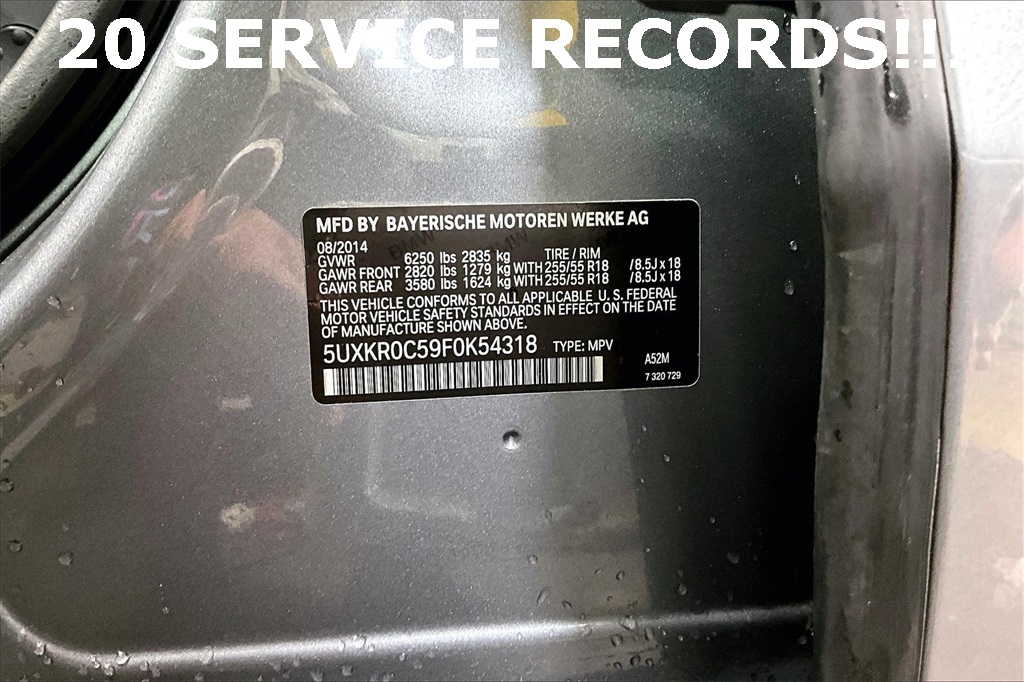 20 SERVICE RECORDS!!!
MFD BY BAYERISCHE MOTOREN WERKE AG
08/2014
GVWR 6250 lbs 2835 kg TIRE / RIM
GAWR FRONT 2820 lbs 1279 kg WITH 255/55 R18 /8.5J x 18
GAWR REAR 3580 lbs 1624 kg WITH 255/55 R18 /8.5J x 18
THIS VEHICLE CONFORMS TO ALL APPLICABLE U.S. FEDERAL
MOTOR VEHICLE SAFETY STANDARDS IN EFFECT ON THE DATE
OF MANUFACTURE SHOWN ABOVE.
5UXKR0C59F0K54318 TYPE: MPV
A52M
7 320 729